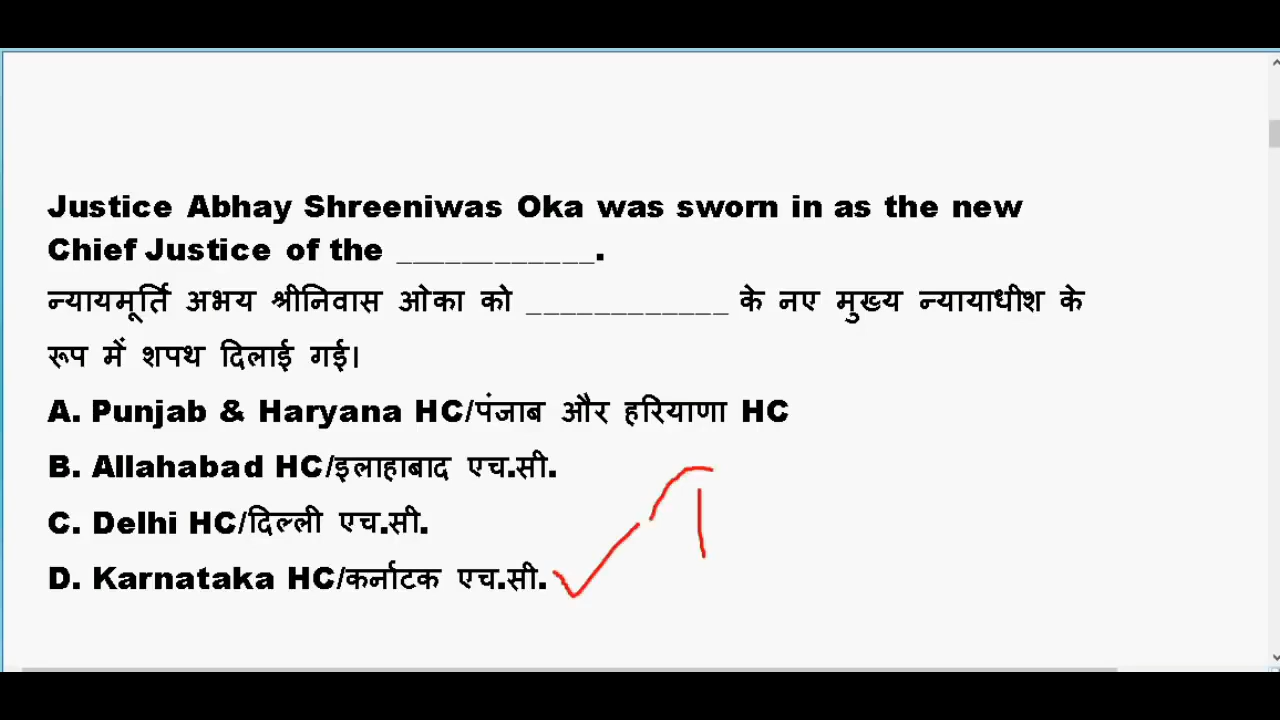 Justice Abhay Shreeniwas Oka was sworn in as the new
Chief Justice of the ____________.
न्यायमूर्ति अभय श्रीनिवास ओका को ____________ के नए मुख्य न्यायाधीश के
रूप में शपथ दिलाई गई।
A. Punjab & Haryana HC/पंजाब और हरियाणा HC
B. Allahabad HC/इलाहाबाद एच.सी.
C. Delhi HC/दिल्ली एच.सी.
D. Karnataka HC/कर्नाटक एच.सी.